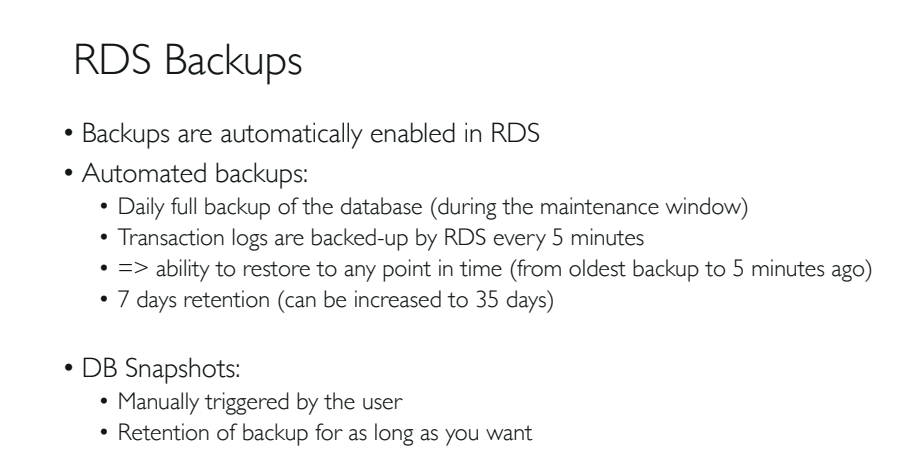 RDS Backups
• Backups are automatically enabled in RDS
• Automated backups:
• Daily full backup of the database (during the maintenance window)
• Transaction logs are backed-up by RDS every 5 minutes
• => ability to restore to any point in time (from oldest backup to 5 minutes ago)
• 7 days retention (can be increased to 35 days)
• DB Snapshots:
• Manually triggered by the user
• Retention of backup for as long as you want